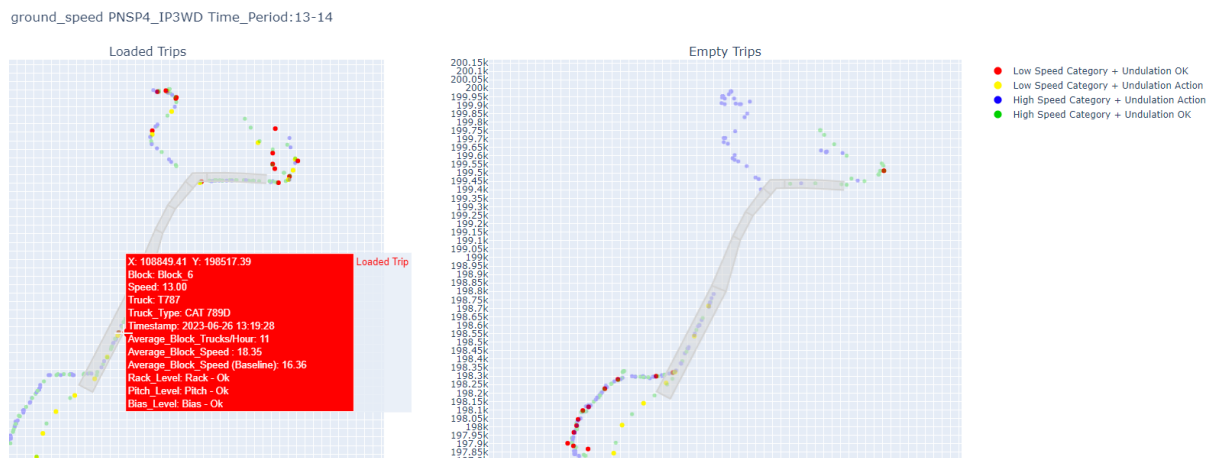 ground_speed PNSP4_IP3WD Time_Period:13-14
Loaded Trips
X: 108849.41 Y: 198517.39
Block: Block_6
Speed: 13.00
Truck: T787
Truck_Type: CAT 789D
Timestamp: 2023-06-26 13:19:28
Average_Block_Trucks/Hour: 11
Average_Block_Speed : 18.35
Average_Block_Speed (Baseline): 16.36
Rack_Level: Rack - Ok
Pitch_Level: Pitch - Ok
Bias_Level: Bias - Ok
Loaded Trip
Empty Trips
200.15k
200.1k
200.05k
200k
199.95k
199.9k
199.85k
199.8k
199.75k
199.7k
199.65k
199.6k
199.55k
199.5k
199.45k
199.4k
199.35k
199.3k
199.25k
199.2k
199.15k
199.1k
199.05k
199k
198.95k
198.9k
198.85k
198.8k
198.75k
198.7k
198.65k
198.6k
198.55k
198.5k
198.45k
198.4k
198.35k
198.3k
198.25k
198.2k
198.15k
198.1k
198.05k
198k
197.95k
197.9k
197.85k
197.8k
Low Speed Category + Undulation OK
Low Speed Category + Undulation Action
High Speed Category + Undulation Action
High Speed Category + Undulation OK